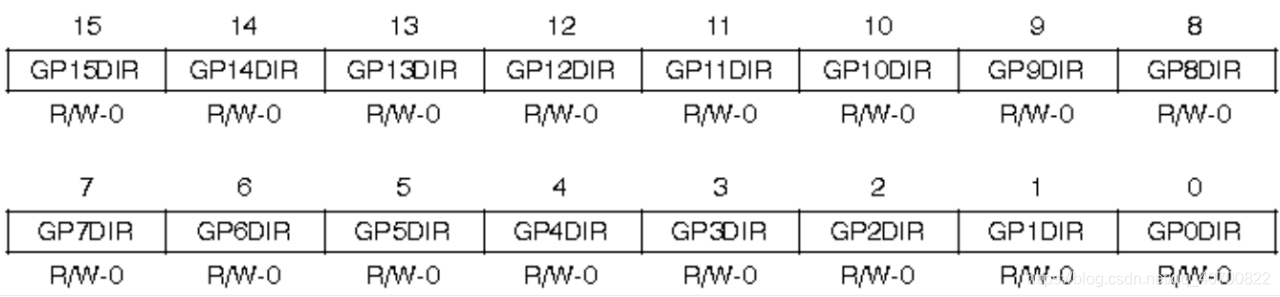 15 14 13 12 11 10 9 8
GP15DIR GP14DIR GP13DIR GP12DIR GP11DIR GP10DIR GP9DIR GP8DIR
R/W-0 R/W-0 R/W-0 R/W-0 R/W-0 R/W-0 R/W-0 R/W-0
7 6 5 4 3 2 1 0
GP7DIR GP6DIR GP5DIR GP4DIR GP3DIR GP2DIR GP1DIR GP0DIR
R/W-0 R/W-0 R/W-0 R/W-0 R/W-0 R/W-0 R/W-0 R/W-0